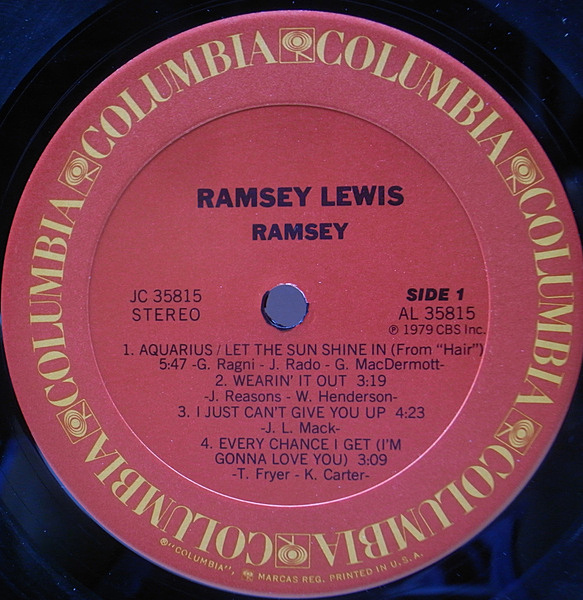 COLUMBIA COLUMBIA COLUMBIA COLUMBIA COLUMBIA COLUMBIA
RAMSEY LEWIS
RAMSEY
JC 35815
STEREO
SIDE 1
AL 35815
℗ 1979 CBS Inc.
1. AQUARIUS / LET THE SUN SHINE IN (From "Hair")
5:47 -G. Ragni - J. Rado - G. MacDermott-
2. WEARIN' IT OUT 3:19
-J. Reasons - W. Henderson-
3. I JUST CAN'T GIVE YOU UP 4:23
-J. L. Mack-
4. EVERY CHANCE I GET (I'M
GONNA LOVE YOU) 3:09
-T. Fryer - K. Carter-
®"COLUMBIA", MARCAS REG. PRINTED IN U.S.A.